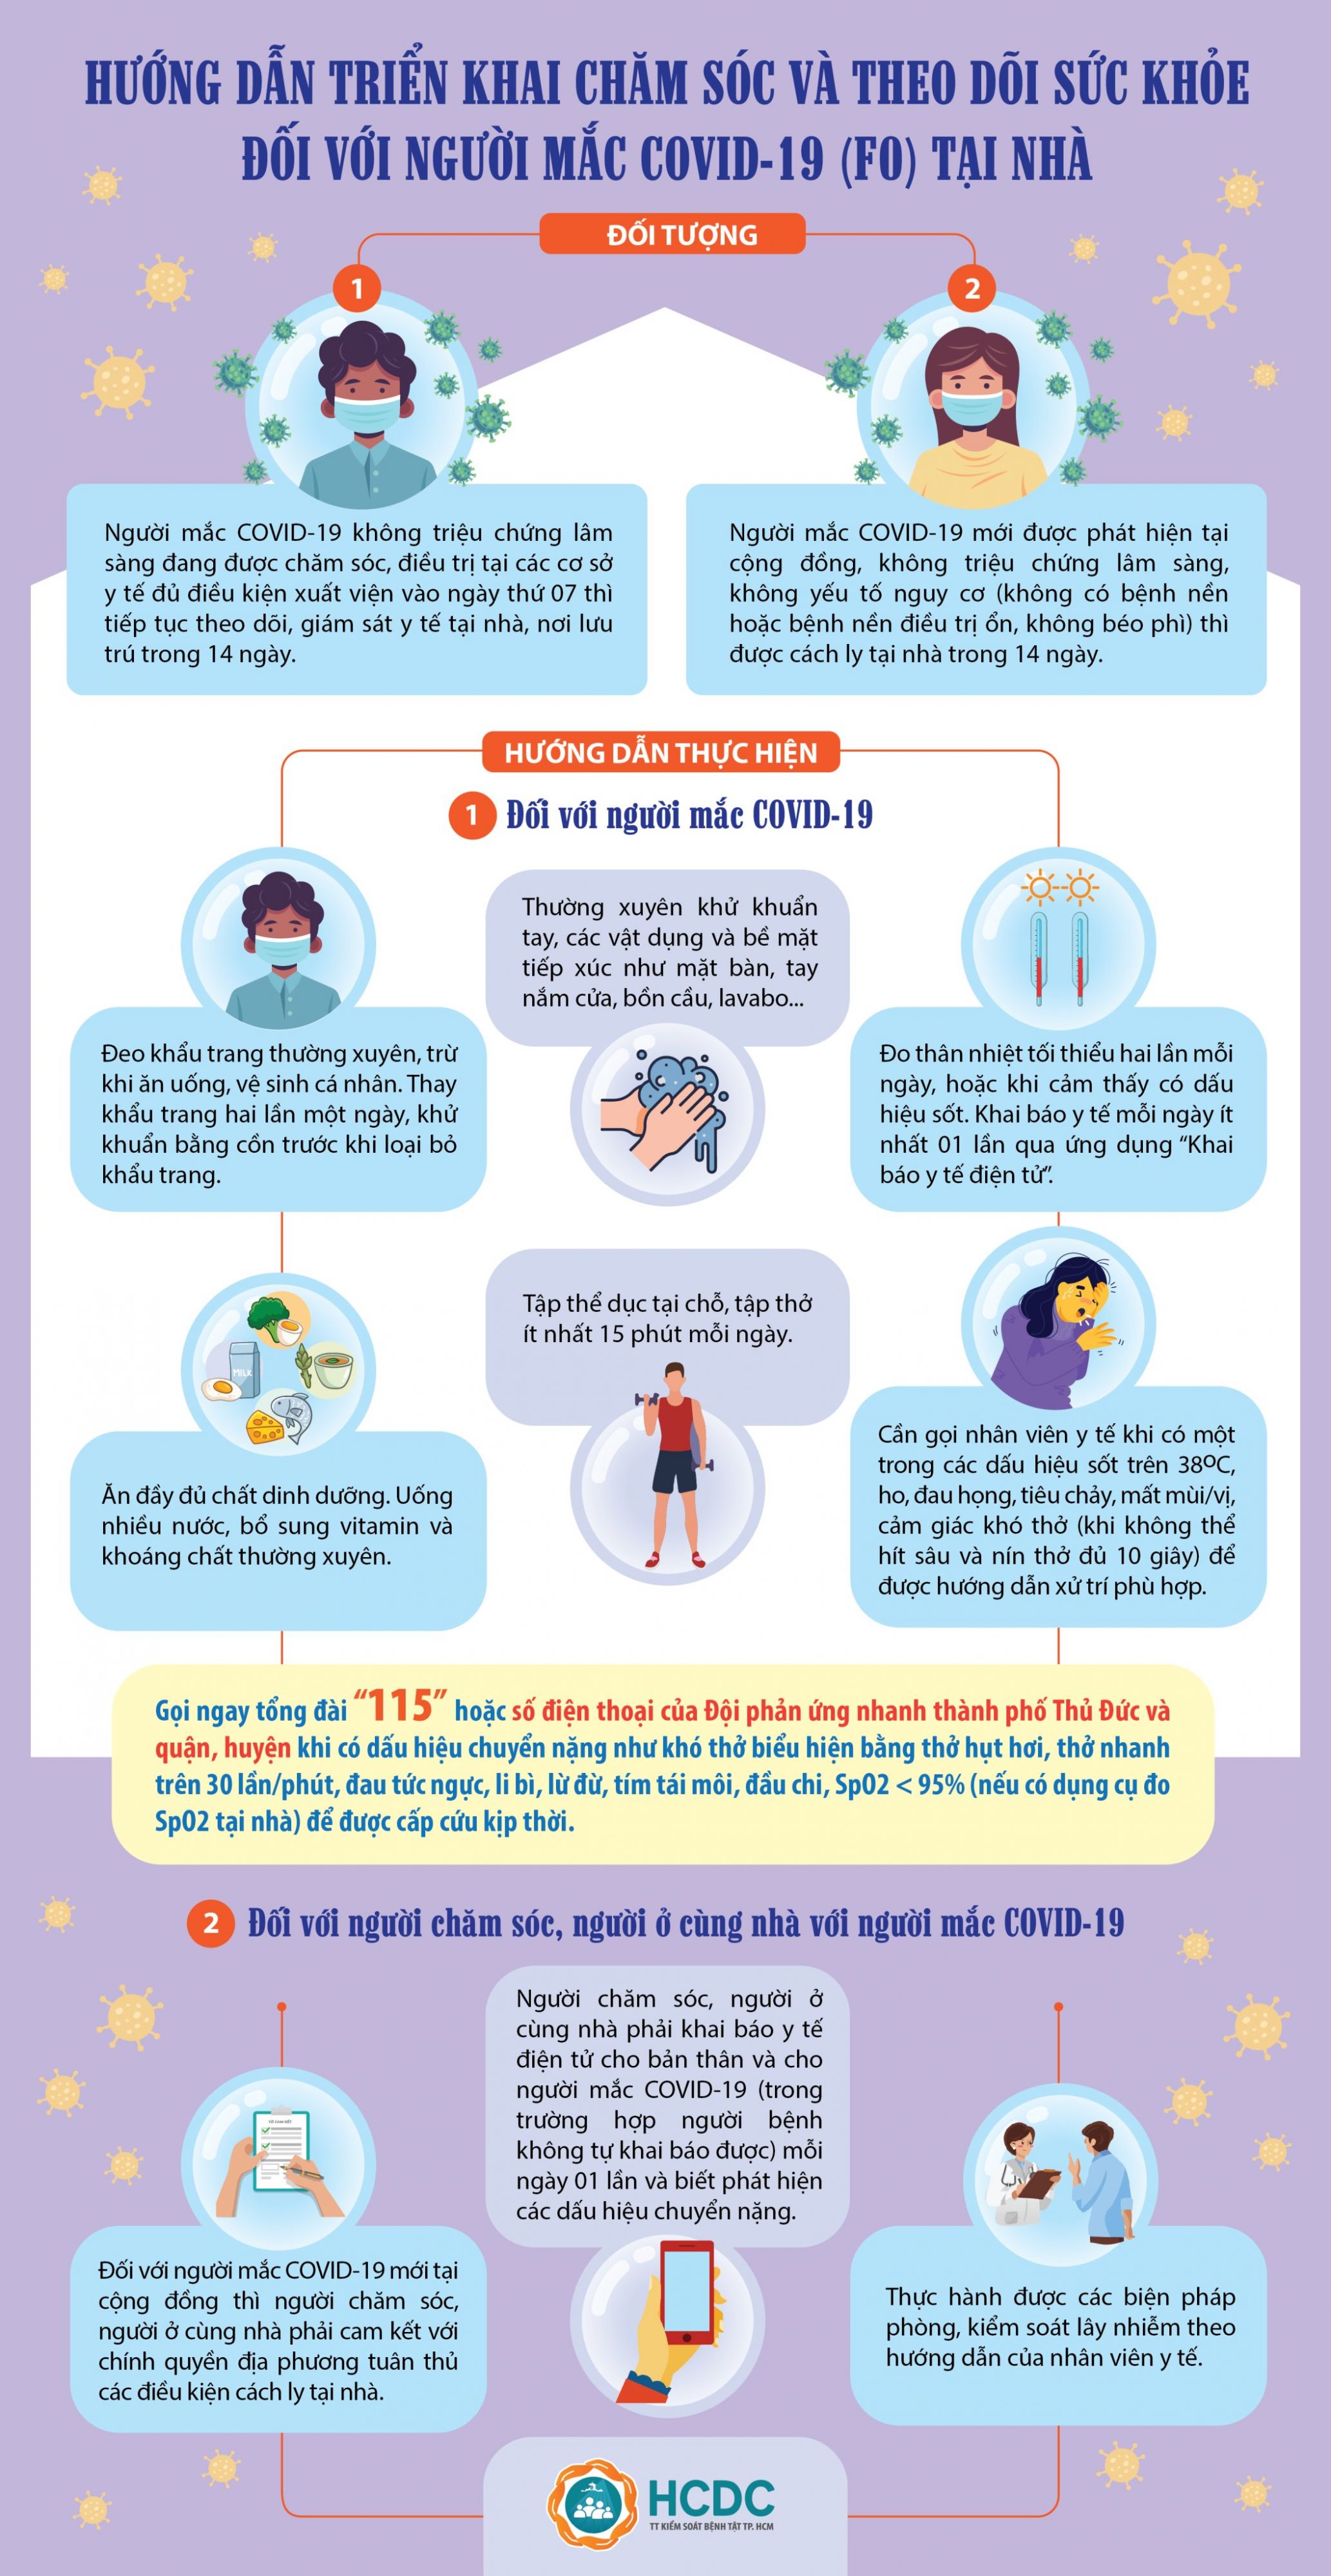 HƯỚNG DẪN TRIỂN KHAI CHĂM SÓC VÀ THEO DÕI SỨC KHỎE
ĐỐI VỚI NGƯỜI MẮC COVID-19 (F0) TẠI NHÀ
ĐỐI TƯỢNG
1
Người mắc COVID-19 không triệu chứng lâm
sàng đang được chăm sóc, điều trị tại các cơ sở
y tế đủ điều kiện xuất viện vào ngày thứ 07 thì
tiếp tục theo dõi, giám sát y tế tại nhà, nơi lưu
trú trong 14 ngày.
2
Người mắc COVID-19 mới được phát hiện tại
cộng đồng, không triệu chứng lâm sàng,
không yếu tố nguy cơ (không có bệnh nền
hoặc bệnh nền điều trị ổn, không béo phì) thì
được cách ly tại nhà trong 14 ngày.
HƯỚNG DẪN THỰC HIỆN
1 Đối với người mắc COVID-19
Đeo khẩu trang thường xuyên, trừ
khi ăn uống, vệ sinh cá nhân. Thay
khẩu trang hai lần một ngày, khử
khuẩn bằng cồn trước khi loại bỏ
khẩu trang.
Thường xuyên khử khuẩn
tay, các vật dụng và bề mặt
tiếp xúc như mặt bàn, tay
nắm cửa, bồn cầu, lavabo...
Đo thân nhiệt tối thiểu hai lần mỗi
ngày, hoặc khi cảm thấy có dấu
hiệu sốt. Khai báo y tế mỗi ngày ít
nhất 01 lần qua ứng dụng “Khai
báo y tế điện tử”.
MILK
Ăn đầy đủ chất dinh dưỡng. Uống
nhiều nước, bổ sung vitamin và
khoáng chất thường xuyên.
Tập thể dục tại chỗ, tập thở
ít nhất 15 phút mỗi ngày.
Cần gọi nhân viên y tế khi có một
trong các dấu hiệu sốt trên 38ºC,
ho, đau họng, tiêu chảy, mất mùi/vị,
cảm giác khó thở (khi không thể
hít sâu và nín thở đủ 10 giây) để
được hướng dẫn xử trí phù hợp.
Gọi ngay tổng đài “115” hoặc số điện thoại của Đội phản ứng nhanh thành phố Thủ Đức và
quận, huyện khi có dấu hiệu chuyển nặng như khó thở biểu hiện bằng thở hụt hơi, thở nhanh
trên 30 lần/phút, đau tức ngực, li bì, lừ đừ, tím tái môi, đầu chi, SpO2 < 95% (nếu có dụng cụ đo
SpO2 tại nhà) để được cấp cứu kịp thời.
2 Đối với người chăm sóc, người ở cùng nhà với người mắc COVID-19
Đối với người mắc COVID-19 mới tại
cộng đồng thì người chăm sóc,
người ở cùng nhà phải cam kết với
chính quyền địa phương tuân thủ
các điều kiện cách ly tại nhà.
Người chăm sóc, người ở
cùng nhà phải khai báo y tế
điện tử cho bản thân và cho
người mắc COVID-19 (trong
trường hợp người bệnh
không tự khai báo được) mỗi
ngày 01 lần và biết phát hiện
các dấu hiệu chuyển nặng.
Thực hành được các biện pháp
phòng, kiểm soát lây nhiễm theo
hướng dẫn của nhân viên y tế.
HCDC
TT KIỂM SOÁT BỆNH TẬT TP. HCM